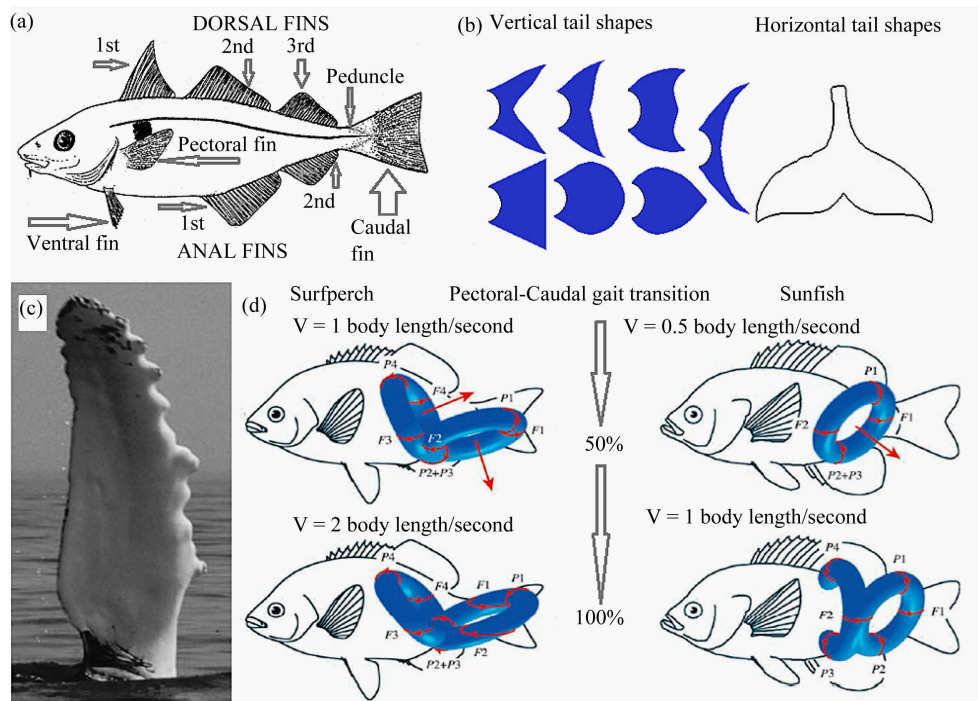 (a)
DORSAL FINS
1st
2nd
3rd
Peduncle
Pectoral fin
2nd
1st
Ventral fin
ANAL FINS
Caudal
fin
(b)
Vertical tail shapes
Horizontal tail shapes
(c)
(d)
Surfperch
Pectoral-Caudal gait transition
Sunfish
V = 1 body length/second
V = 0.5 body length/second
P4
F4
P1
F3
F2
F1
P2+P3
50%
P1
F2
F1
P2+P3
V = 2 body length/second
V = 1 body length/second
P4
F4
F1
P1
F3
F2
P2+P3
100%
P4
P1
F2
F1
P3
P2